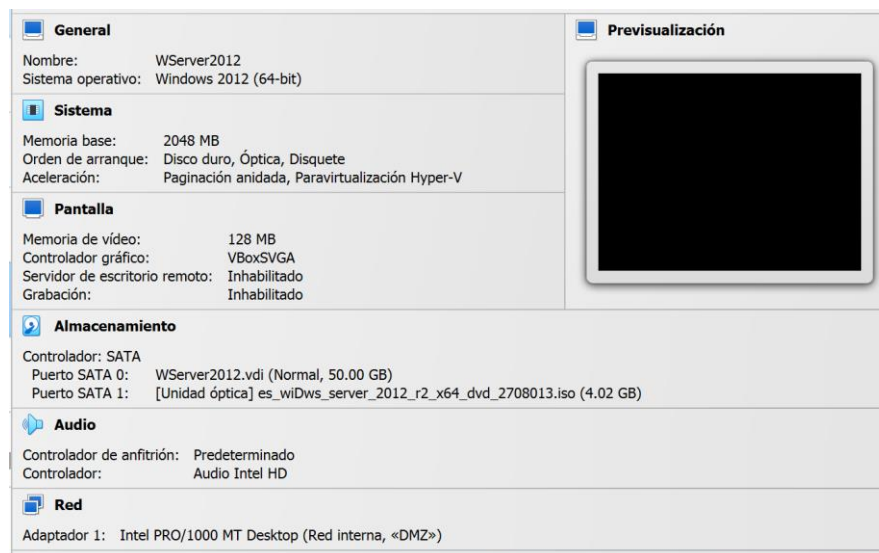 General
Nombre: WServer2012
Sistema operativo: Windows 2012 (64-bit)
Previsualización
Sistema
Memoria base: 2048 MB
Orden de arranque: Disco duro, Óptica, Disquete
Aceleración: Paginación anidada, Paravirtualización Hyper-V
Pantalla
Memoria de vídeo: 128 MB
Controlador gráfico: VBoxSVGA
Servidor de escritorio remoto: Inhabilitado
Grabación: Inhabilitado
Almacenamiento
Controlador: SATA
Puerto SATA 0: WServer2012.vdi (Normal, 50.00 GB)
Puerto SATA 1: [Unidad óptica] es_wiDws_server_2012_r2_x64_dvd_2708013.iso (4.02 GB)
Audio
Controlador de anfitrión: Predeterminado
Controlador: Audio Intel HD
Red
Adaptador 1: Intel PRO/1000 MT Desktop (Red interna, «DMZ»)